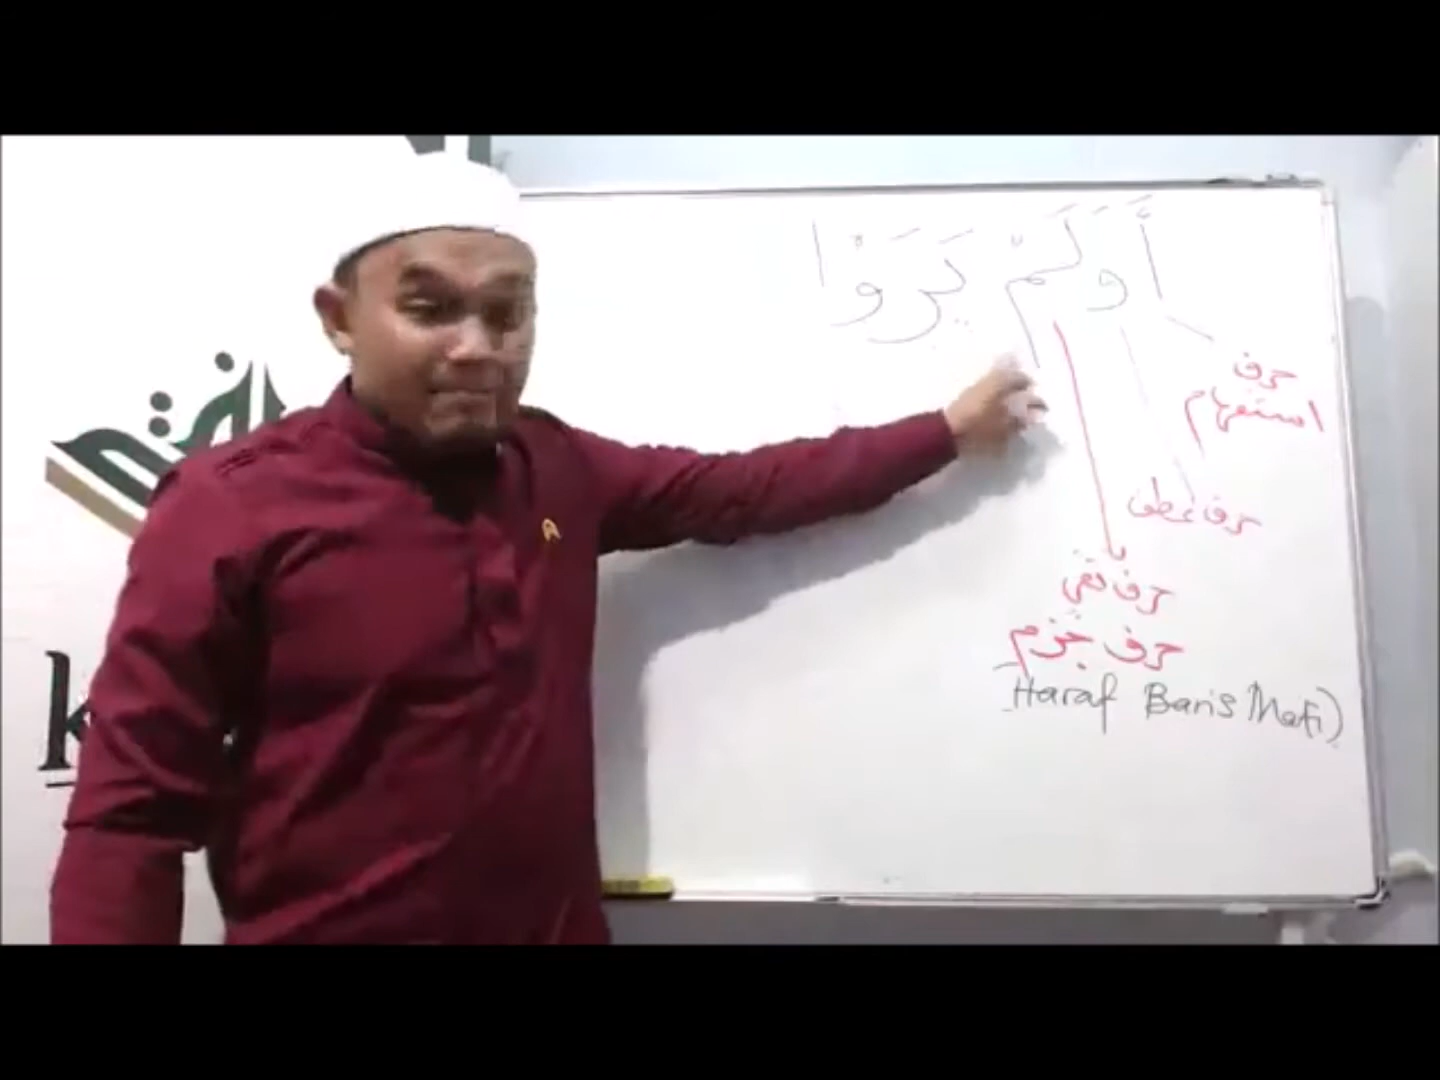 أَوَلَمْ يَرَوْا
حرف
استفهام
حرف عطف
حرف نفي
حرف جزم
(Haraf Baris Mati)
k